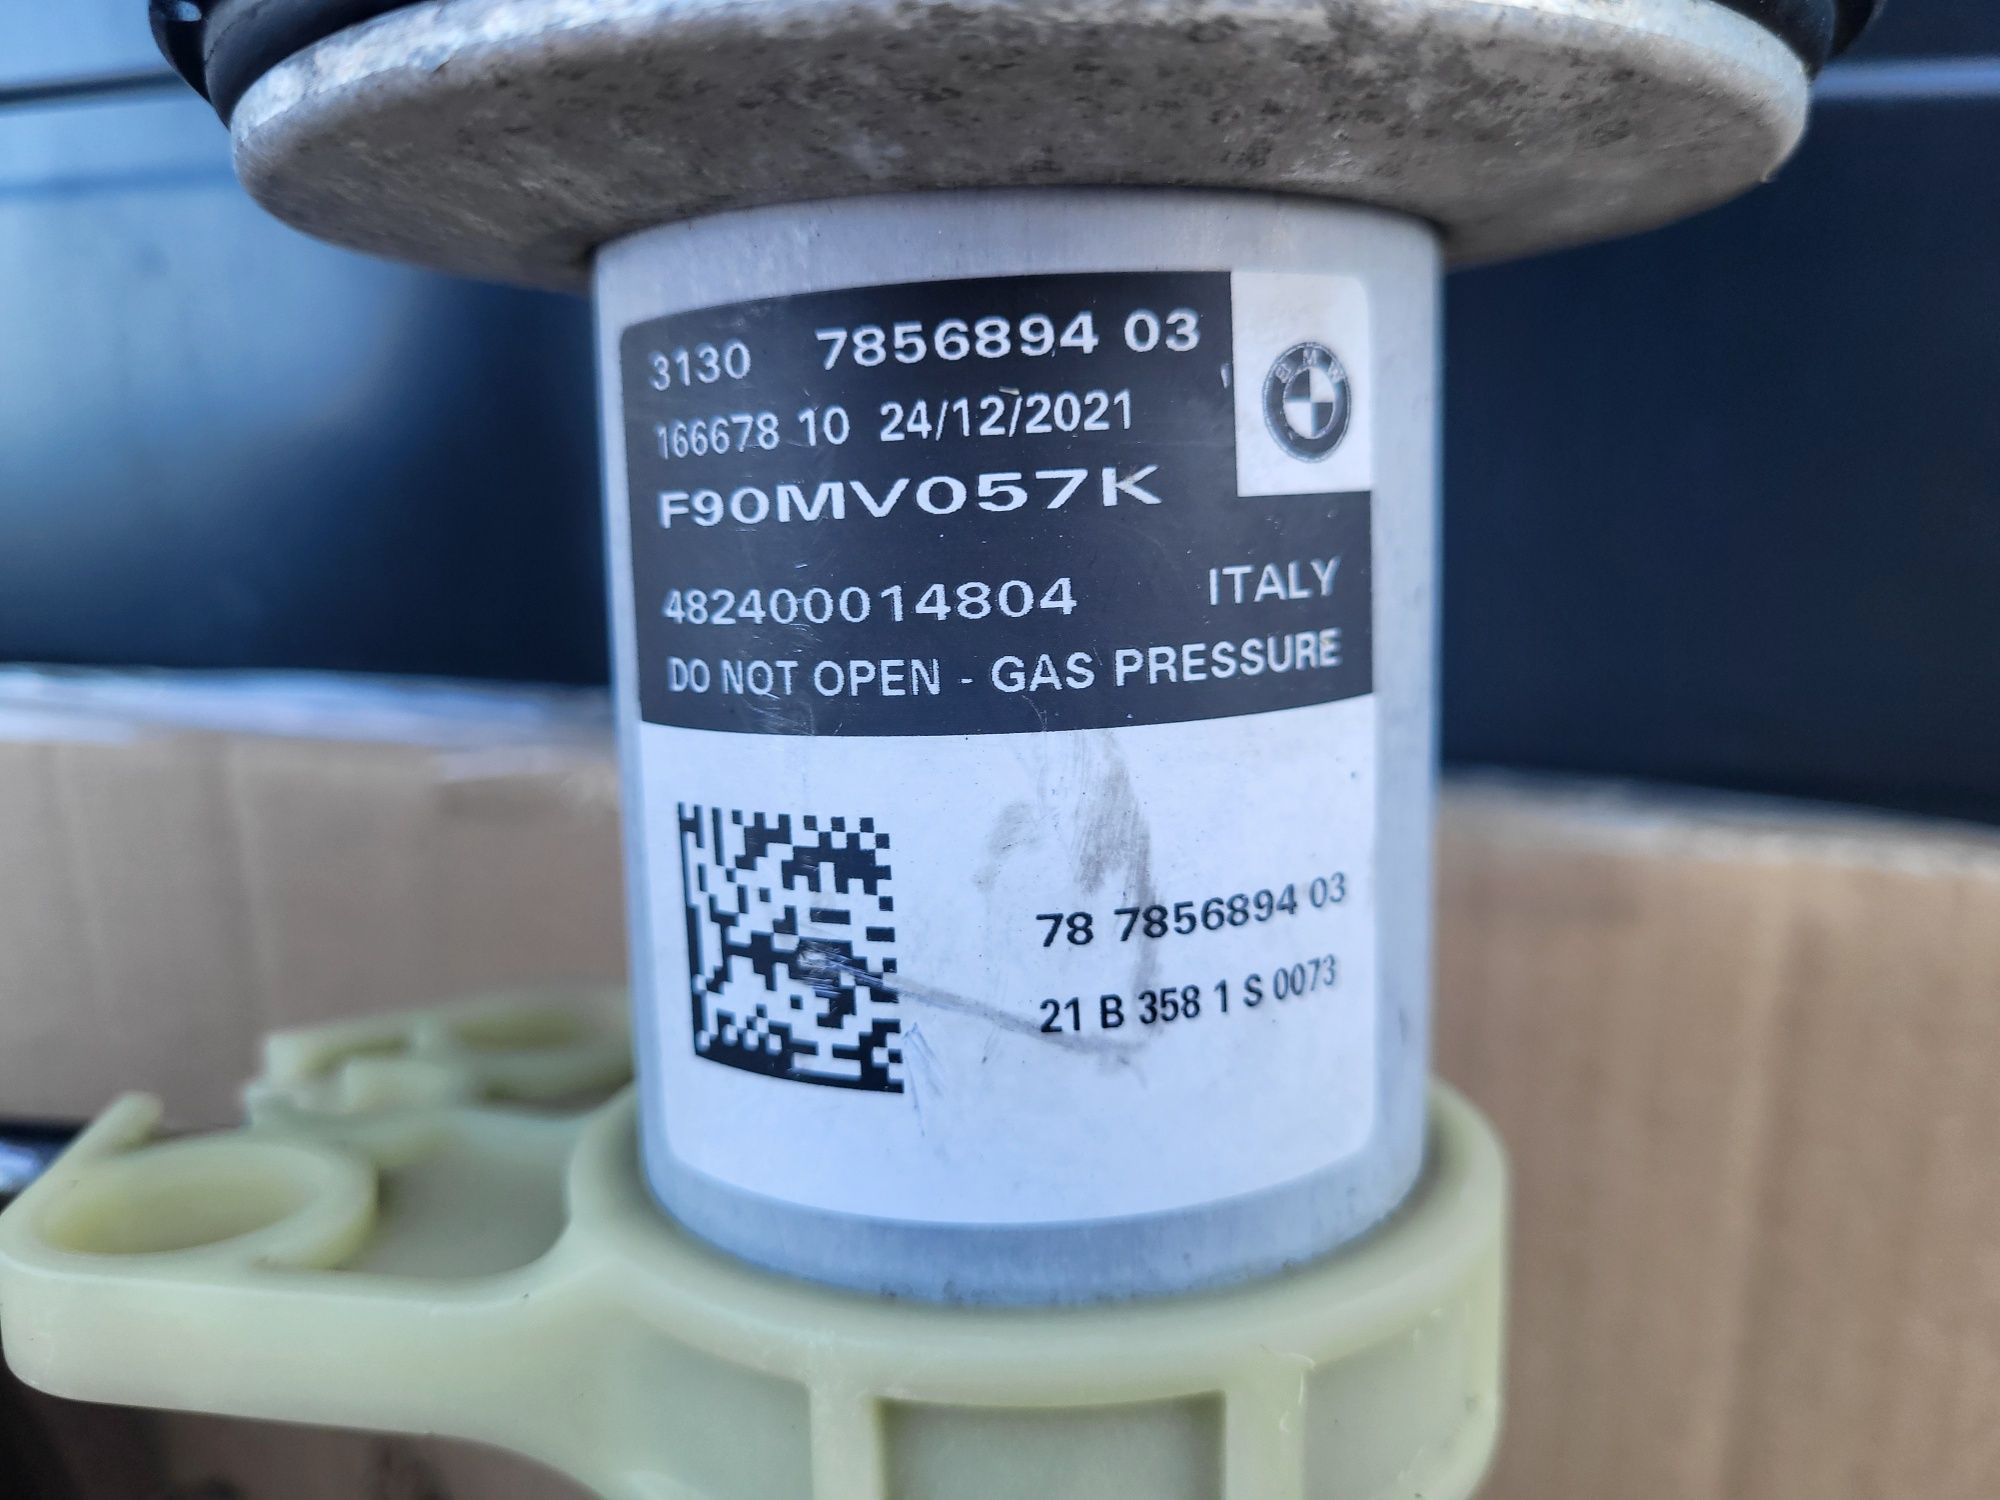 3130 7856894 03
166678 10 24/12/2021
F90MV057K
482400014804 ITALY
DO NOT OPEN - GAS PRESSURE
BMW
78 7856894 03
21 B 358 1 S 0073